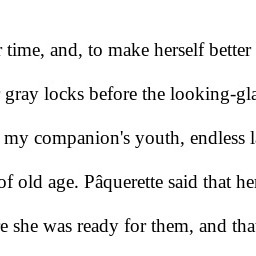 time, and, to make herself better
gray locks before the looking-gla
my companion's youth, endless l
of old age. Pâquerette said that her
e she was ready for them, and tha